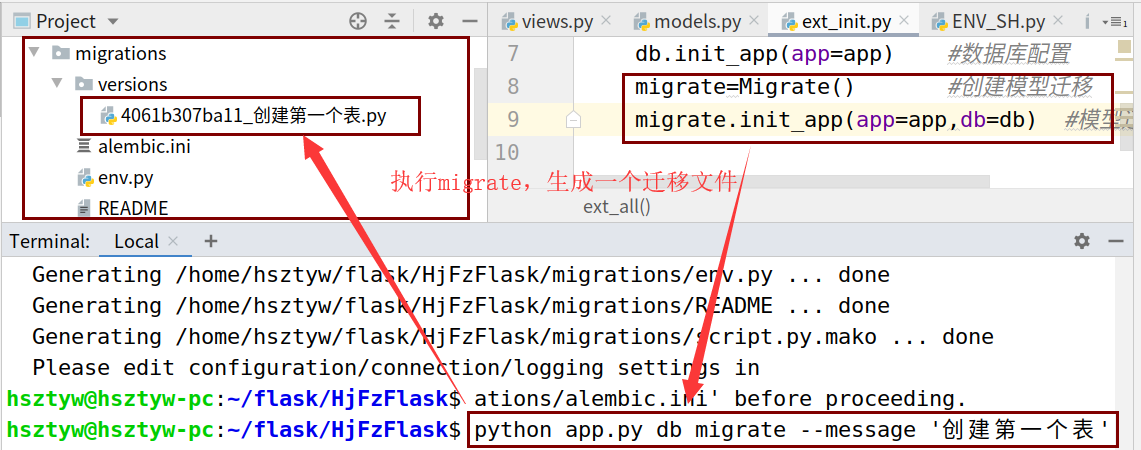 Project
migrations
versions
4061b307ba11_创建第一个表.py
alembic.ini
env.py
README
views.py
models.py
ext_init.py
ENV_SH.py
1
7 db.init_app(app=app) #数据库配置
8 migrate=Migrate() #创建模型迁移
9 migrate.init_app(app=app,db=db) #模型
10
执行migrate，生成一个迁移文件
ext_all()
Terminal: Local +
Generating /home/hsztyw/flask/HjFzFlask/migrations/env.py ... done
Generating /home/hsztyw/flask/HjFzFlask/migrations/README ... done
Generating /home/hsztyw/flask/HjFzFlask/migrations/script.py.mako ... done
Please edit configuration/connection/logging settings in
hsztyw@hsztyw-pc:~/flask/HjFzFlask$ ations/alembic.ini' before proceeding.
hsztyw@hsztyw-pc:~/flask/HjFzFlask$ python app.py db migrate --message '创建第一个表'